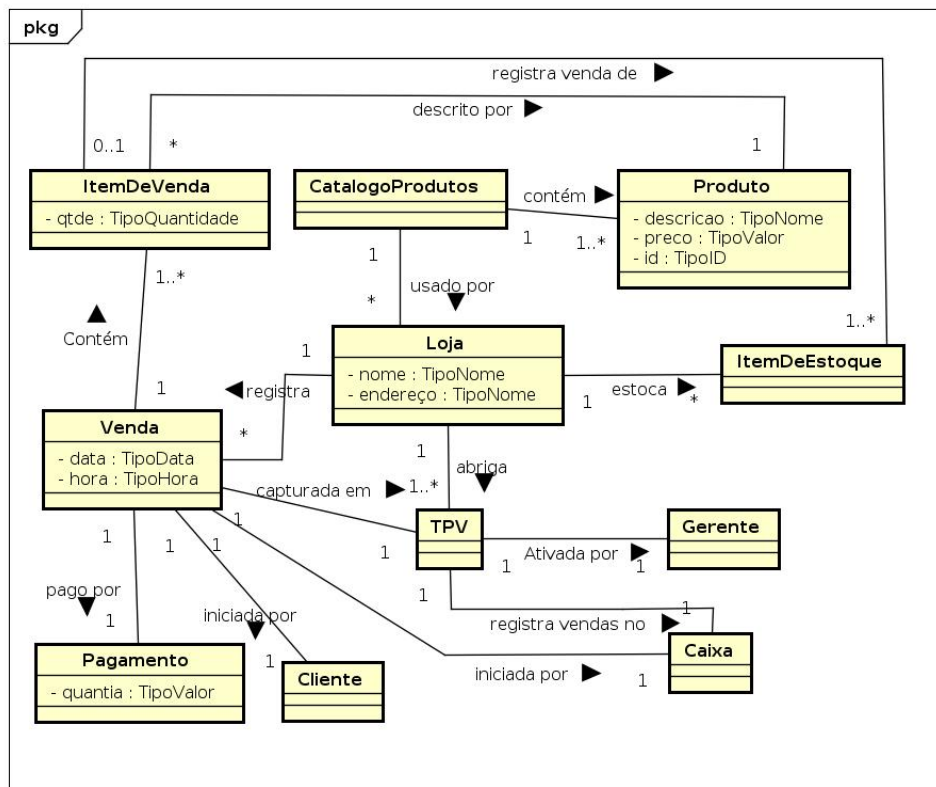 pkg
registra venda de
descrito por
0..1
*
1
ItemDeVenda
- qtde : TipoQuantidade
CatalogoProdutos
contém
Produto
- descricao : TipoNome
- preco : TipoValor
- id : TipoID
1
1..*
1
1..*
*
usado por
Contém
1..*
Loja
- nome : TipoNome
- endereço : TipoNome
1
registra
ItemDeEstoque
estoca
1
*
1
*
Venda
- data : TipoData
- hora : TipoHora
1
abriga
1..*
capturada em
1
TPV
Gerente
1
1
1
1
Ativada por
1
1
pago por
1
1
iniciada por
registra vendas no
1
1
Caixa
Pagamento
- quantia : TipoValor
1
Cliente
iniciada por
1